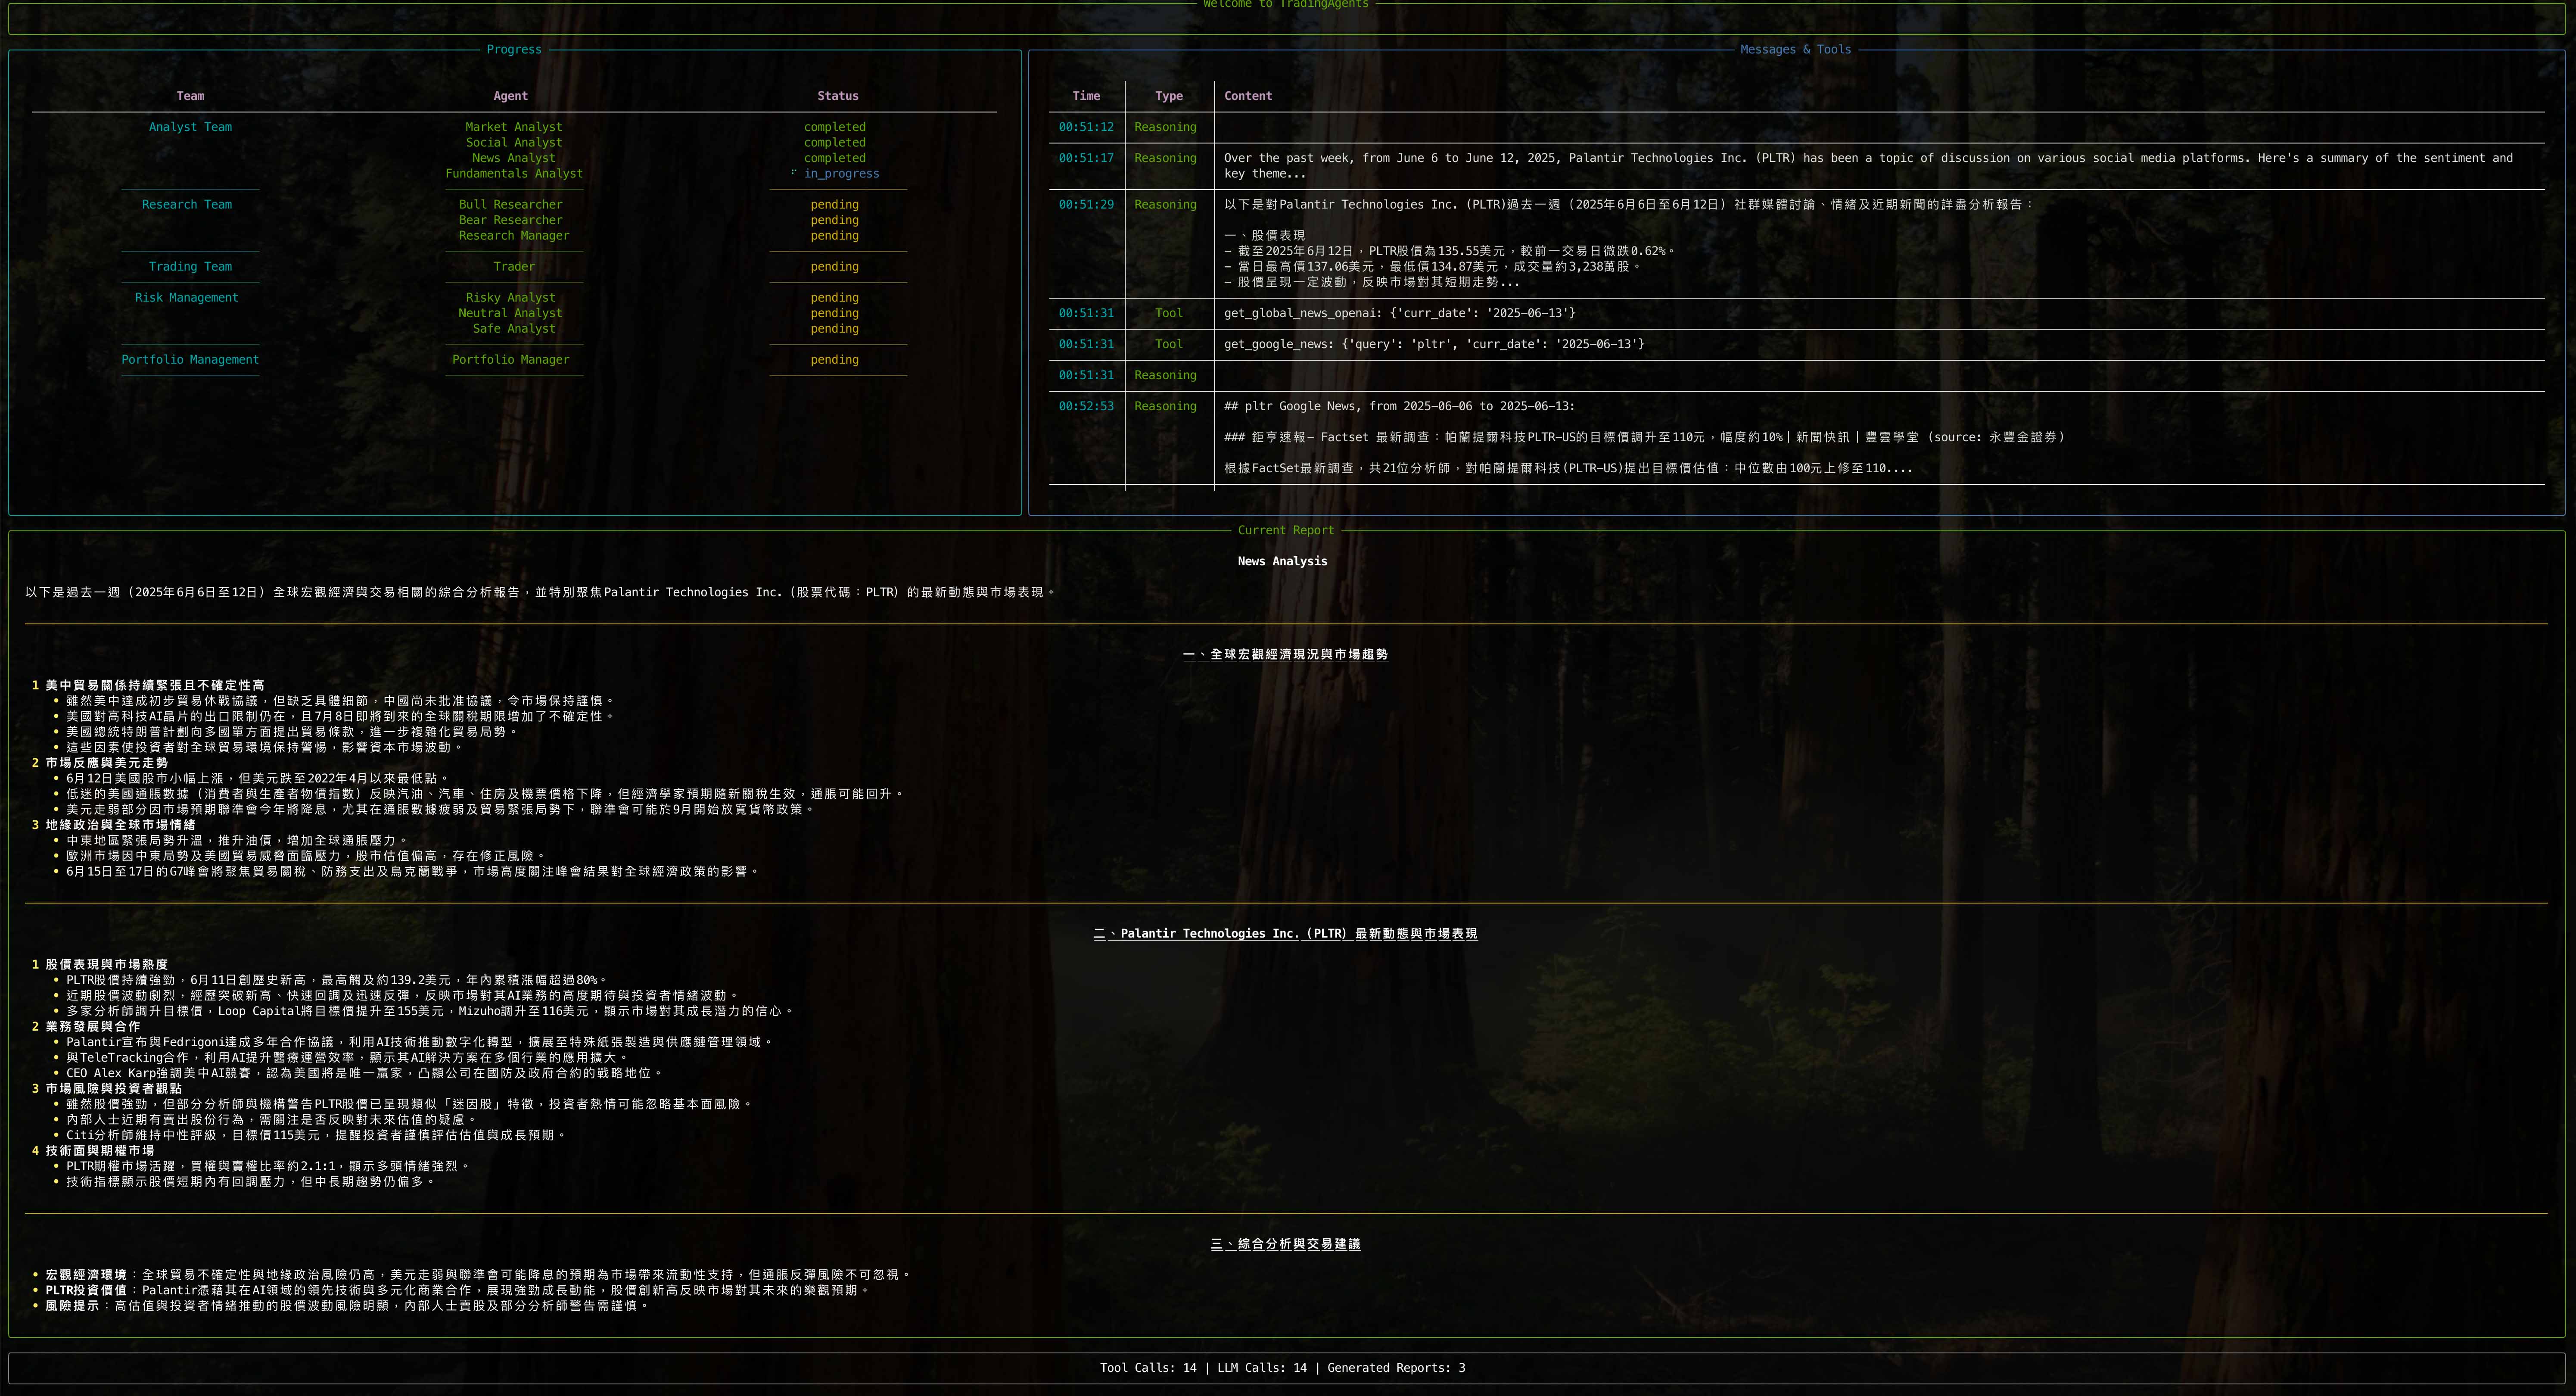 Welcome to TradingAgents
Progress
Team Agent Status
Analyst Team Market Analyst completed
Social Analyst completed
News Analyst completed
Fundamentals Analyst in_progress
Research Team Bull Researcher pending
Bear Researcher pending
Research Manager pending
Trading Team Trader pending
Risk Management Risky Analyst pending
Neutral Analyst pending
Safe Analyst pending
Portfolio Management Portfolio Manager pending
Messages & Tools
Time Type Content
00:51:12 Reasoning
00:51:17 Reasoning Over the past week, from June 6 to June 12, 2025, Palantir Technologies Inc. (PLTR) has been a topic of discussion on various social media platforms. Here's a summary of the sentiment and
key theme...
00:51:29 Reasoning 以下是對Palantir Technologies Inc. (PLTR)過去一週（2025年6月6日至6月12日）社群媒體討論、情緒及近期新聞的詳盡分析報告：
一、股價表現
- 截至2025年6月12日，PLTR股價為135.55美元，較前一交易日微跌0.62%。
- 當日最高價137.06美元，最低價134.87美元，成交量約3,238萬股。
- 股價呈現一定波動，反映市場對其短期走勢...
00:51:31 Tool get_global_news_openai: {'curr_date': '2025-06-13'}
00:51:31 Tool get_google_news: {'query': 'pltr', 'curr_date': '2025-06-13'}
00:51:31 Reasoning
00:52:53 Reasoning ## pltr Google News, from 2025-06-06 to 2025-06-13:
### 鉅亨速報- Factset 最新調查：帕蘭提爾科技PLTR-US的目標價調升至110元，幅度約10%｜新聞快訊｜豐雲學堂 (source: 永豐金證券)
根據FactSet最新調查，共21位分析師，對帕蘭提爾科技(PLTR-US)提出目標價估值：中位數由100元上修至110....
Current Report
News Analysis
以下是過去一週（2025年6月6日至12日）全球宏觀經濟與交易相關的綜合分析報告，並特別聚焦Palantir Technologies Inc.（股票代碼：PLTR）的最新動態與市場表現。
一、全球宏觀經濟現況與市場趨勢
1 美中貿易關係持續緊張且不確定性高
• 雖然美中達成初步貿易休戰協議，但缺乏具體細節，中國尚未批准協議，令市場保持謹慎。
• 美國對高科技AI晶片的出口限制仍在，且7月8日即將到來的全球關稅期限增加了不確定性。
• 美國總統特朗普計劃向多國單方面提出貿易條款，進一步複雜化貿易局勢。
• 這些因素使投資者對全球貿易環境保持警惕，影響資本市場波動。
2 市場反應與美元走勢
• 6月12日美國股市小幅上漲，但美元跌至2022年4月以來最低點。
• 低迷的美國通脹數據（消費者與生產者物價指數）反映汽油、汽車、住房及機票價格下降，但經濟學家預期隨新關稅生效，通脹可能回升。
• 美元走弱部分因市場預期聯準會今年將降息，尤其在通脹數據疲弱及貿易緊張局勢下，聯準會可能於9月開始放寬貨幣政策。
3 地緣政治與全球市場情緒
• 中東地區緊張局勢升溫，推升油價，增加全球通脹壓力。
• 歐洲市場因中東局勢及美國貿易威脅面臨壓力，股市估值偏高，存在修正風險。
• 6月15日至17日的G7峰會將聚焦貿易關稅、防務支出及烏克蘭戰爭，市場高度關注峰會結果對全球經濟政策的影響。
二、Palantir Technologies Inc.（PLTR）最新動態與市場表現
1 股價表現與市場熱度
• PLTR股價持續強勁，6月11日創歷史新高，最高觸及約139.2美元，年內累積漲幅超過80%。
• 近期股價波動劇烈，經歷突破新高、快速回調及迅速反彈，反映市場對其AI業務的高度期待與投資者情緒波動。
• 多家分析師調升目標價，Loop Capital將目標價提升至155美元，Mizuho調升至116美元，顯示市場對其成長潛力的信心。
2 業務發展與合作
• Palantir宣布與Fedrigoni達成多年合作協議，利用AI技術推動數字化轉型，擴展至特殊紙張製造與供應鏈管理領域。
• 與TeleTracking合作，利用AI提升醫療運營效率，顯示其AI解決方案在多個行業的應用擴大。
• CEO Alex Karp強調美中AI競賽，認為美國將是唯一贏家，凸顯公司在國防及政府合約的戰略地位。
3 市場風險與投資者觀點
• 雖然股價強勁，但部分分析師與機構警告PLTR股價已呈現類似「迷因股」特徵，投資者熱情可能忽略基本面風險。
• 內部人士近期有賣出股份行為，需關注是否反映對未來估值的疑慮。
• Citi分析師維持中性評級，目標價115美元，提醒投資者謹慎評估估值與成長預期。
4 技術面與期權市場
• PLTR期權市場活躍，買權與賣權比率約2.1:1，顯示多頭情緒強烈。
• 技術指標顯示股價短期內有回調壓力，但中長期趨勢仍偏多。
三、綜合分析與交易建議
• 宏觀經濟環境：全球貿易不確定性與地緣政治風險仍高，美元走弱與聯準會可能降息的預期為市場帶來流動性支持，但通脹反彈風險不可忽視。
• PLTR投資價值：Palantir憑藉其在AI領域的領先技術與多元化商業合作，展現強勁成長動能，股價創新高反映市場對其未來的樂觀預期。
• 風險提示：高估值與投資者情緒推動的股價波動風險明顯，內部人士賣股及部分分析師警告需謹慎。
Tool Calls: 14 | LLM Calls: 14 | Generated Reports: 3